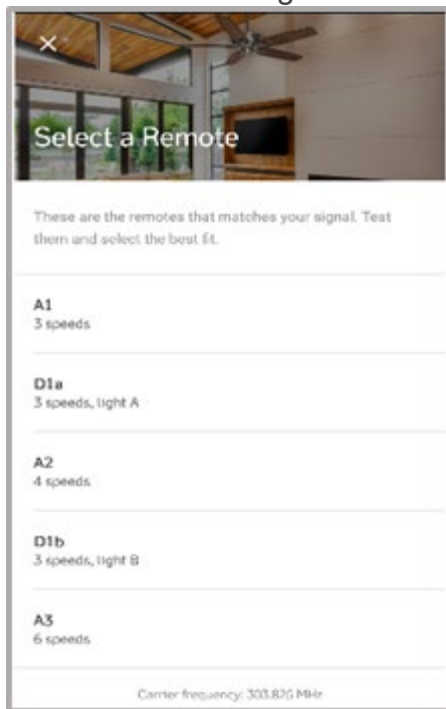 Select a Remote
These are the remotes that matches your signal. Test
them and select the best fit.
A1
3 speeds
D1a
3 speeds, light A
A2
4 speeds
D1b
3 speeds, light B
A3
6 speeds
Carrier frequency: 303.825 MHz